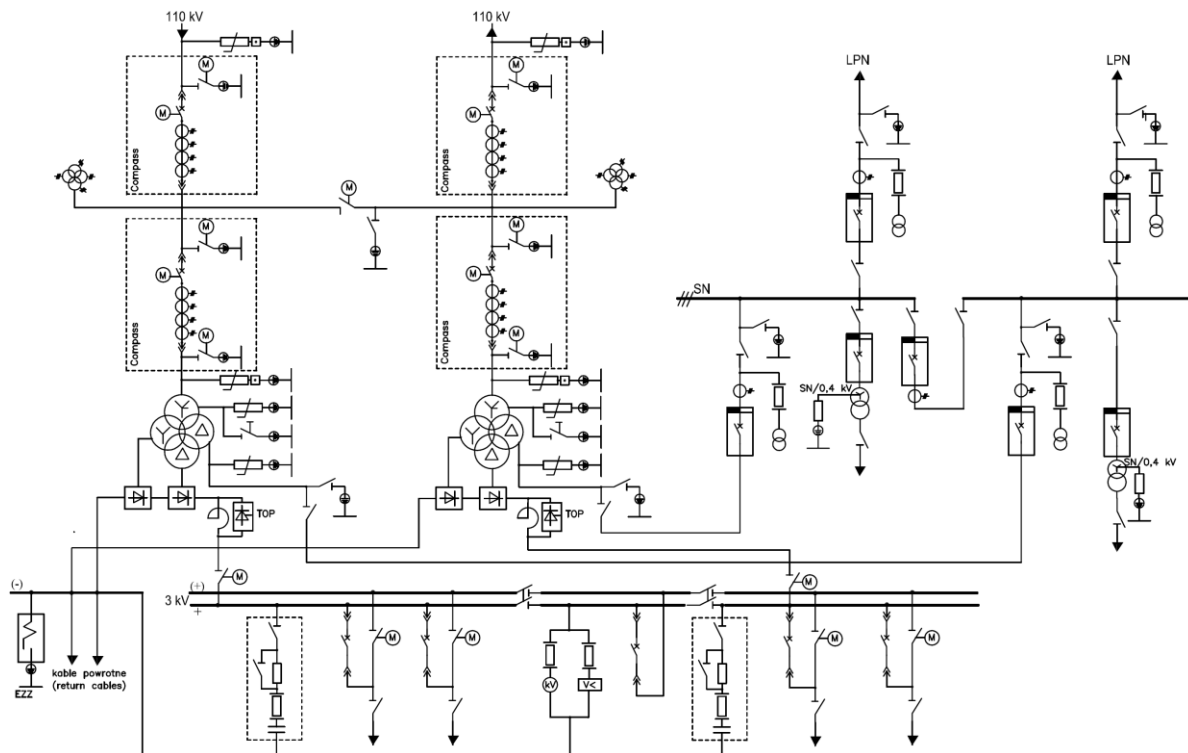 110 kV
110 kV
LPN
LPN
M
M
M
M
Compass
Compass
M
M
M
M
M
SN
M
M
Compass
Compass
SN/0,4 kV
SN/0,4 kV
TOP
TOP
M
M
(-)
(+)
3 kV
+
M
M
M
M
kV
V<
kable powrotne
(return cables)
EZZ